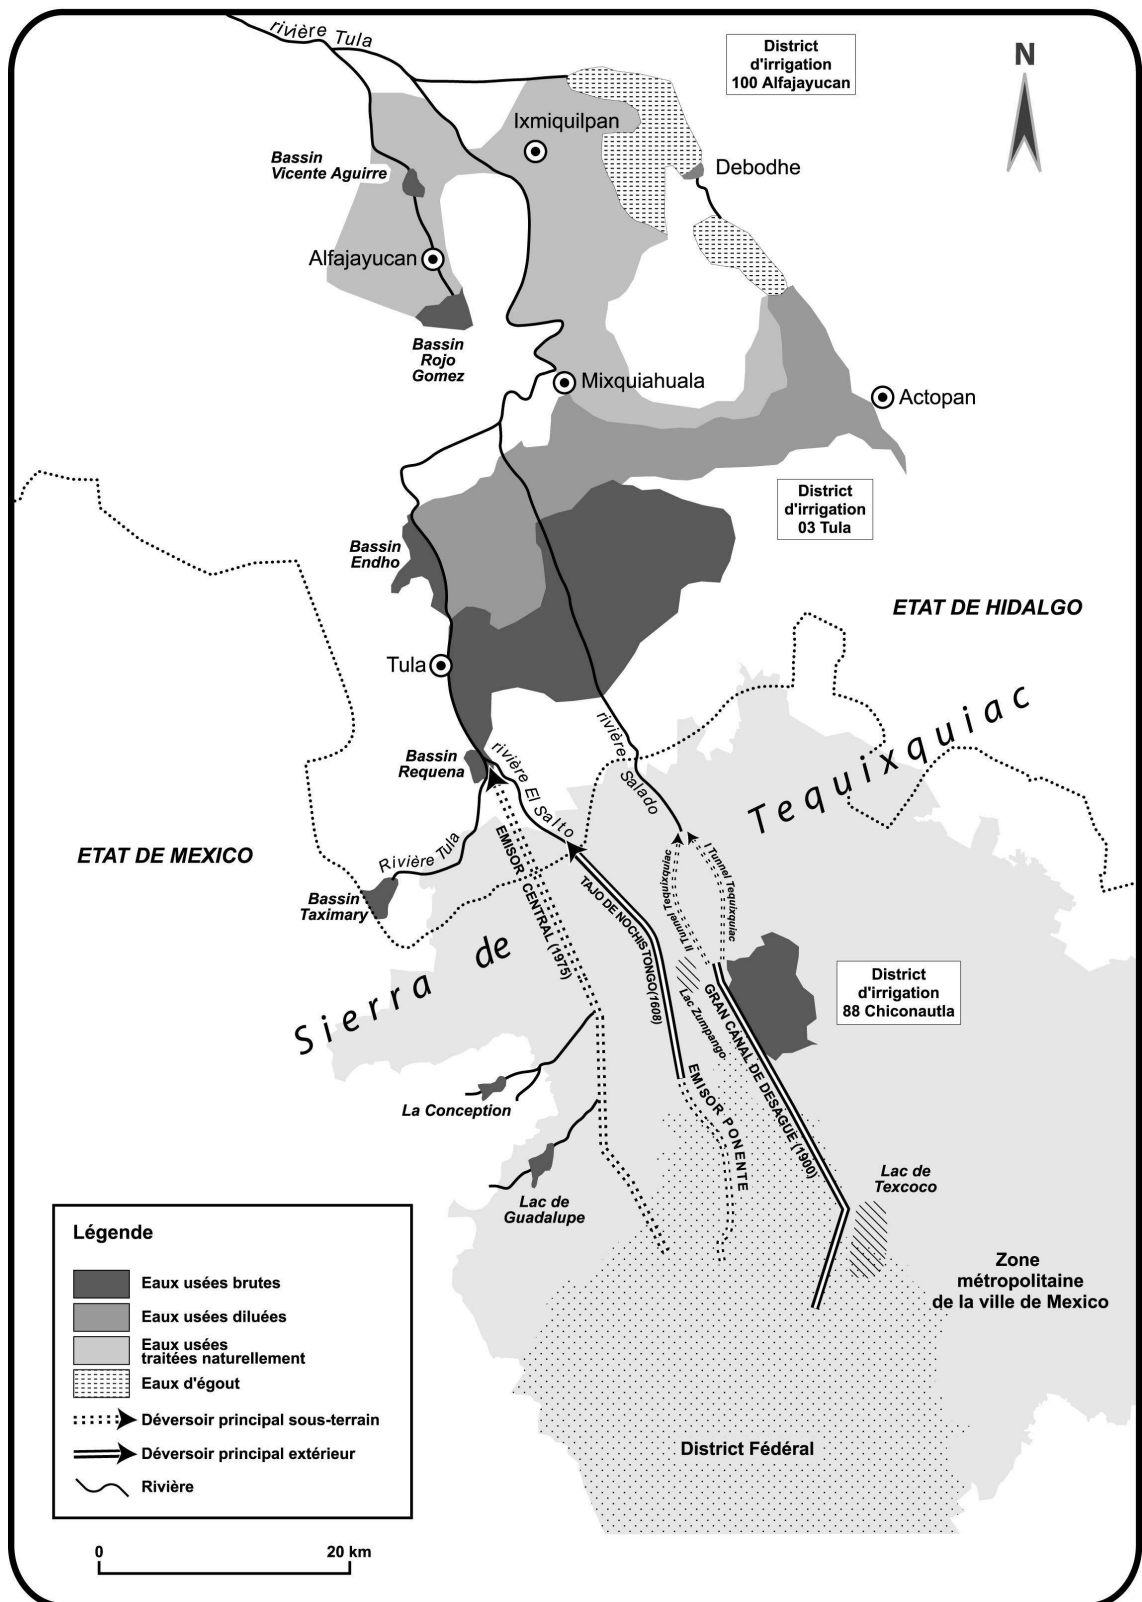 rivière Tula
District
d'irrigation
100 Alfajayucan
N
Ixmiquilpan
Bassin
Vicente Aguirre
Debodhe
Alfajayucan
Bassin
Rojo
Gomez
Mixquiahuala
Actopan
District
d'irrigation
03 Tula
Bassin
Endho
ETAT DE HIDALGO
Tula
Bassin
Requena
rivière El Salto
rivière Salado
Sierra de Tequixquiac
ETAT DE MEXICO
Rivière Tula
Bassin
Taximary
EMISOR CENTRAL (1975)
TAJO DE NOCHISTONGO(1608)
II Tunnel Tequixquiac
I Tunnel Tequixquiac
Lac Zumpango
GRAN CANAL DE DESAGUE (1900)
District
d'irrigation
88 Chiconautla
EMISOR PONENTE
La Conception
Lac de
Guadalupe
Lac de
Texcoco
Zone
métropolitaine
de la ville de Mexico
District Fédéral
Légende
Eaux usées brutes
Eaux usées diluées
Eaux usées
traitées naturellement
Eaux d'égout
Déversoir principal sous-terrain
Déversoir principal extérieur
Rivière
0 20 km